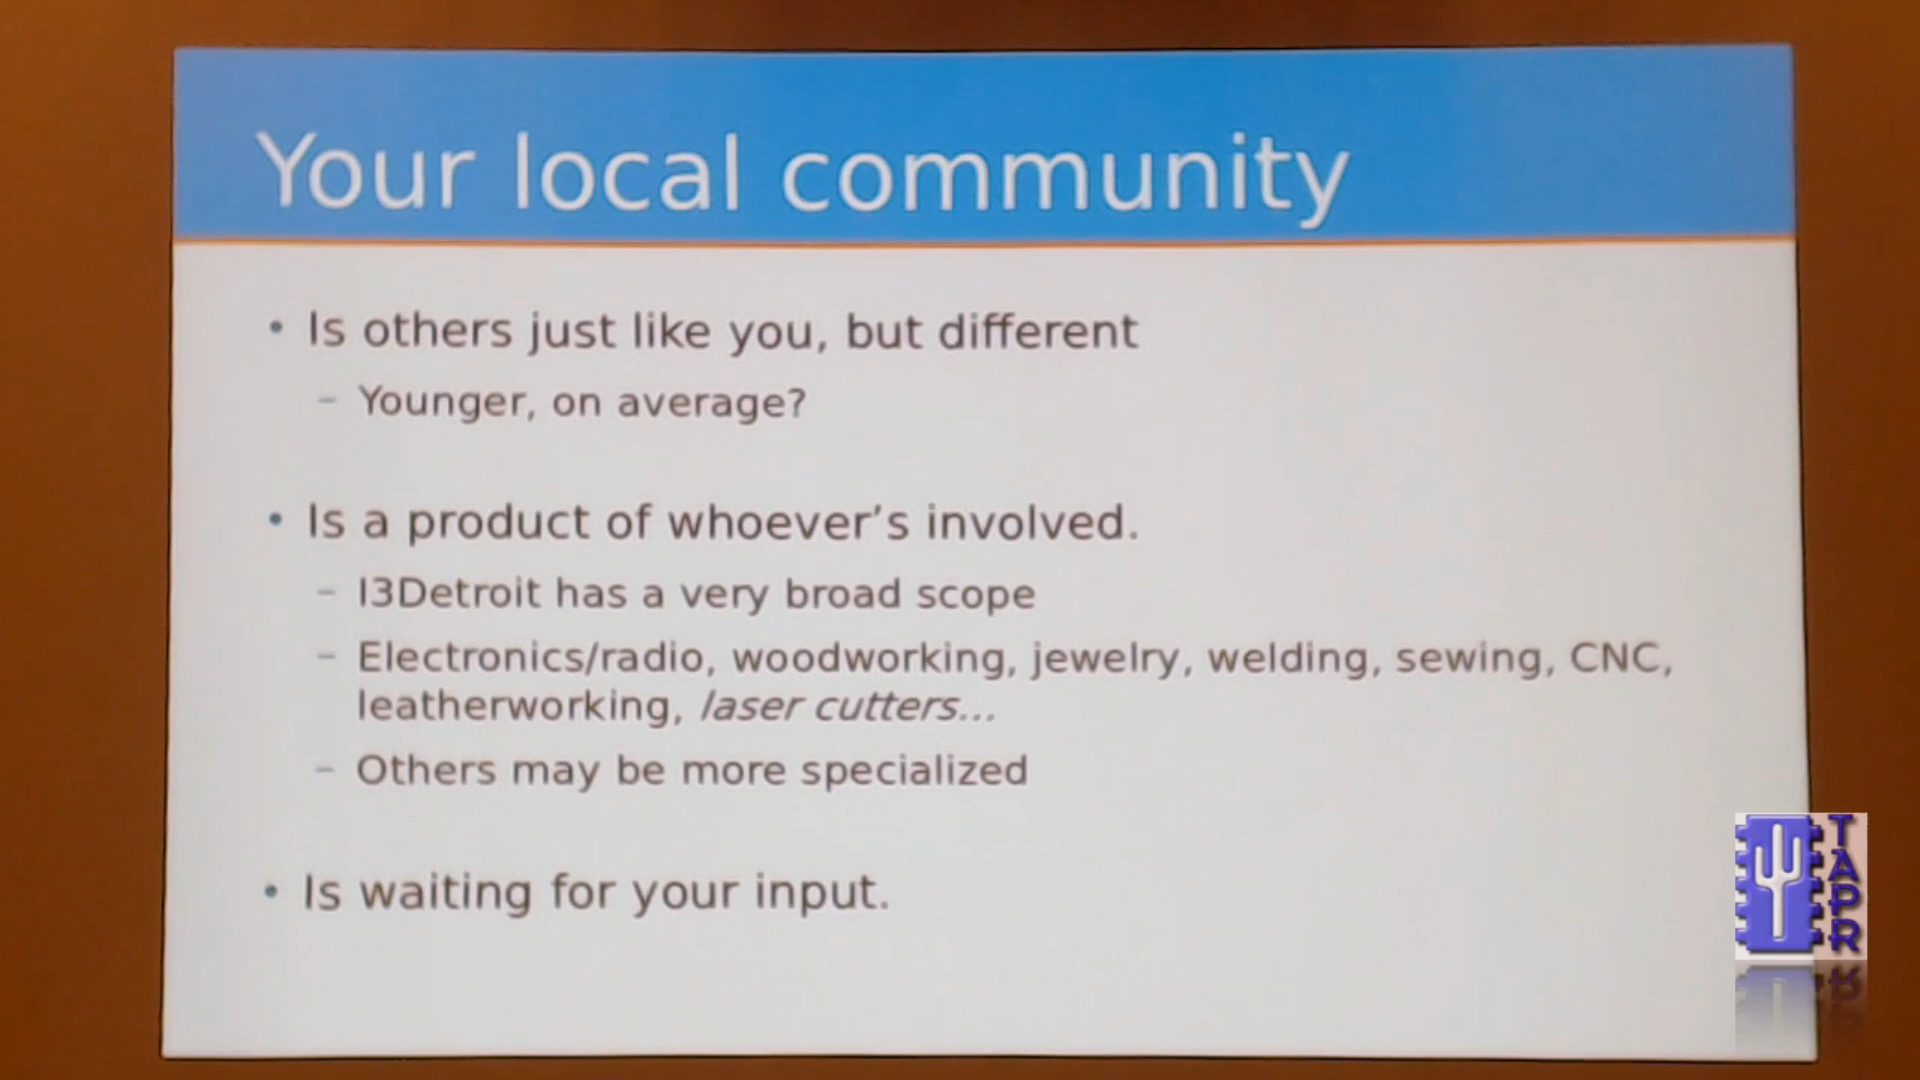 Your local community
• Is others just like you, but different
– Younger, on average?
• Is a product of whoever’s involved.
– I3Detroit has a very broad scope
– Electronics/radio, woodworking, jewelry, welding, sewing, CNC,
leatherworking, laser cutters...
– Others may be more specialized
• Is waiting for your input.
TAPR